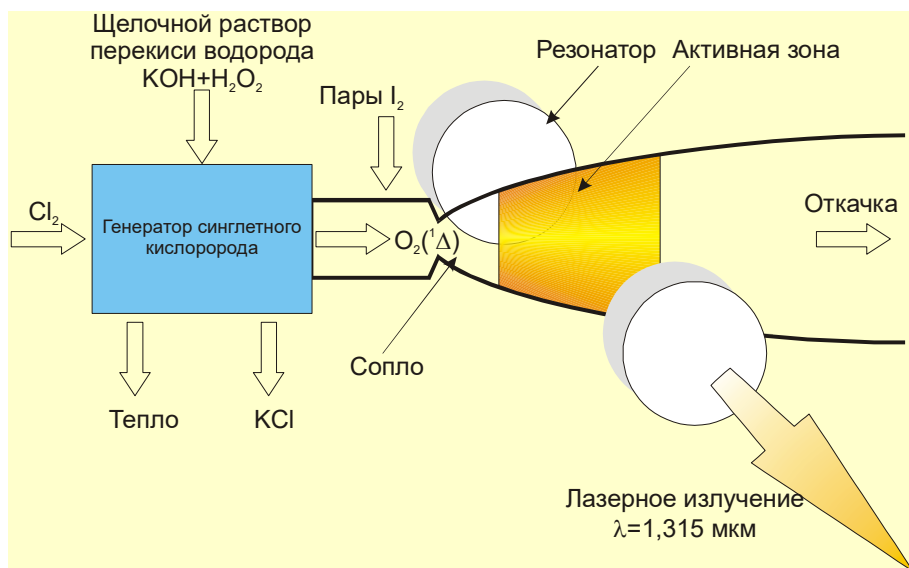 Щелочной раствор
перекиси водорода
KOH+H₂O₂
Пары I₂
Резонатор
Активная зона
Cl₂
Генератор синглетного
кислоророда
O₂(¹Δ)
Откачка
Сопло
Тепло
KCl
Лазерное излучение
λ=1,315 мкм